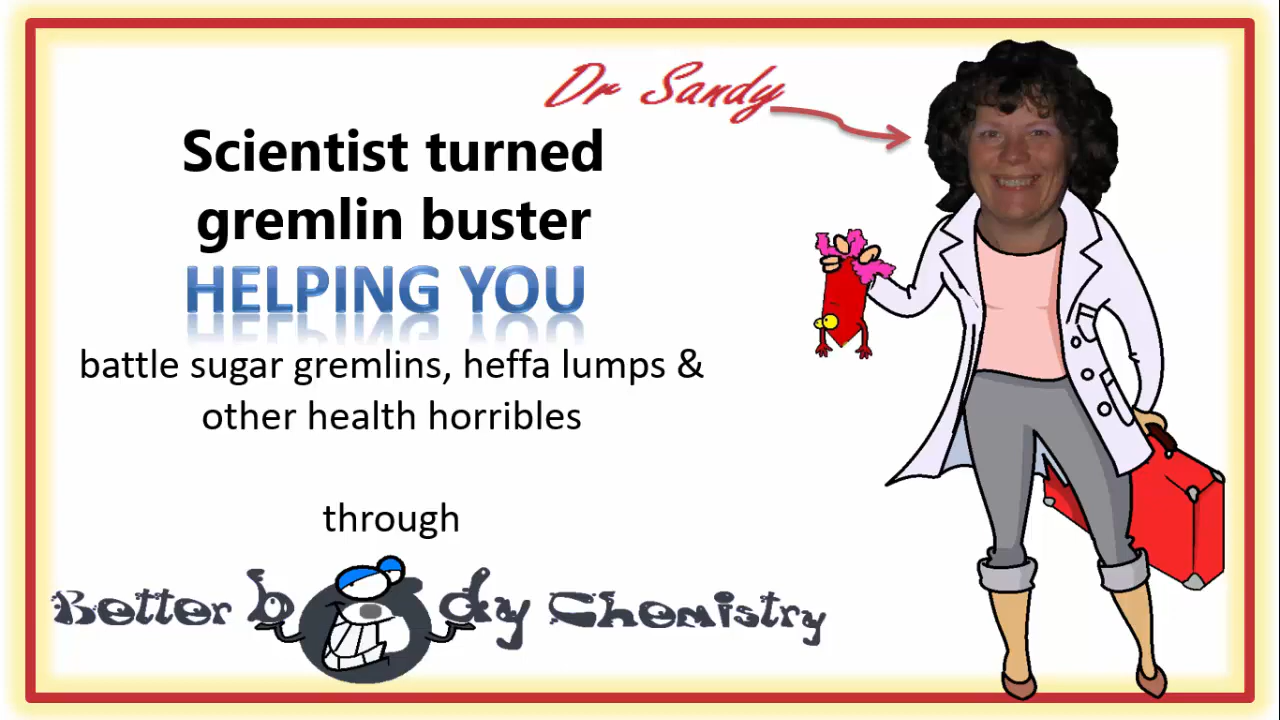 Dr Sandy
Scientist turned
gremlin buster
HELPING YOU
battle sugar gremlins, heffa lumps &
other health horribles
through
Better body Chemistry